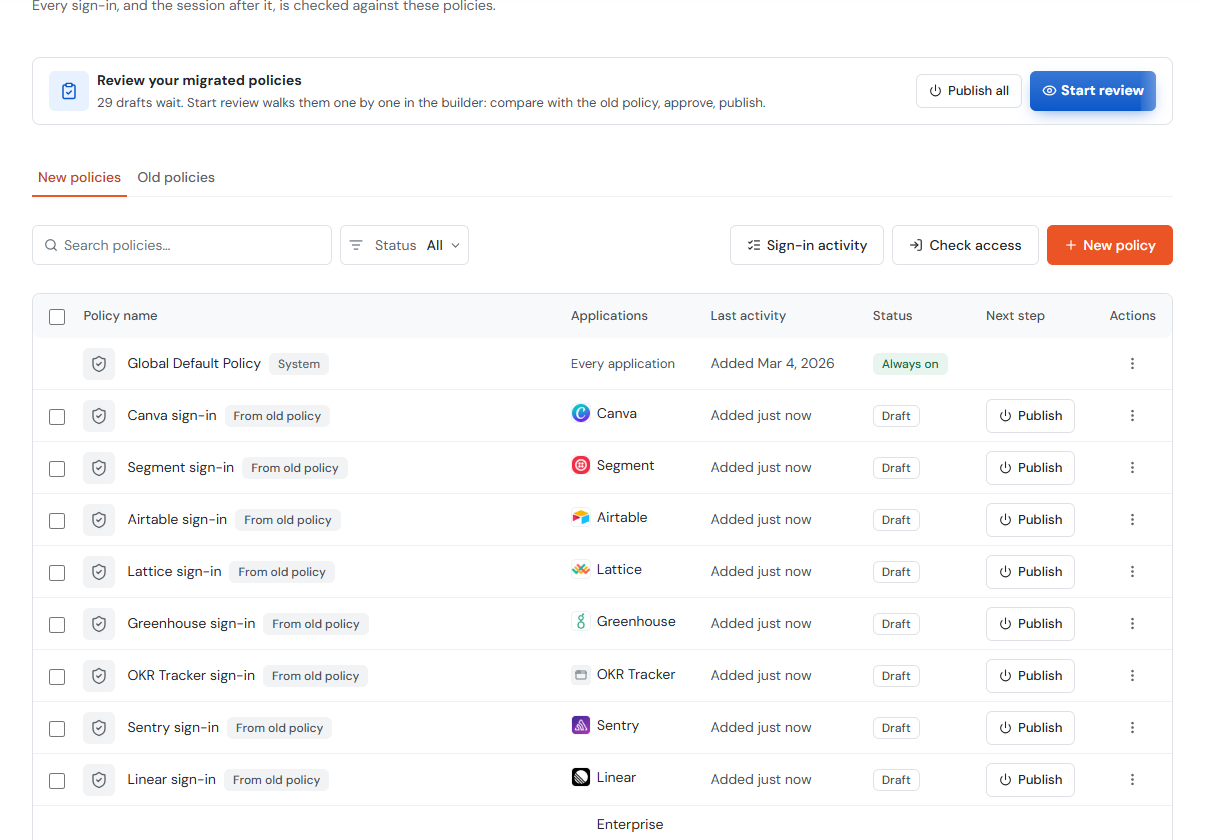 Every sign-in, and the session after it, is checked against these policies.
Review your migrated policies
29 drafts wait. Start review walks them one by one in the builder: compare with the old policy, approve, publish.
Publish all
Start review
New policies
Old policies
Search policies...
Status All
Sign-in activity
Check access
New policy
Policy name Applications Last activity Status Next step Actions
Global Default Policy System Every application Added Mar 4, 2026 Always on
Canva sign-in From old policy Canva Added just now Draft Publish
Segment sign-in From old policy Segment Added just now Draft Publish
Airtable sign-in From old policy Airtable Added just now Draft Publish
Lattice sign-in From old policy Lattice Added just now Draft Publish
Greenhouse sign-in From old policy Greenhouse Added just now Draft Publish
OKR Tracker sign-in From old policy OKR Tracker Added just now Draft Publish
Sentry sign-in From old policy Sentry Added just now Draft Publish
Linear sign-in From old policy Linear Added just now Draft Publish
Enterprise